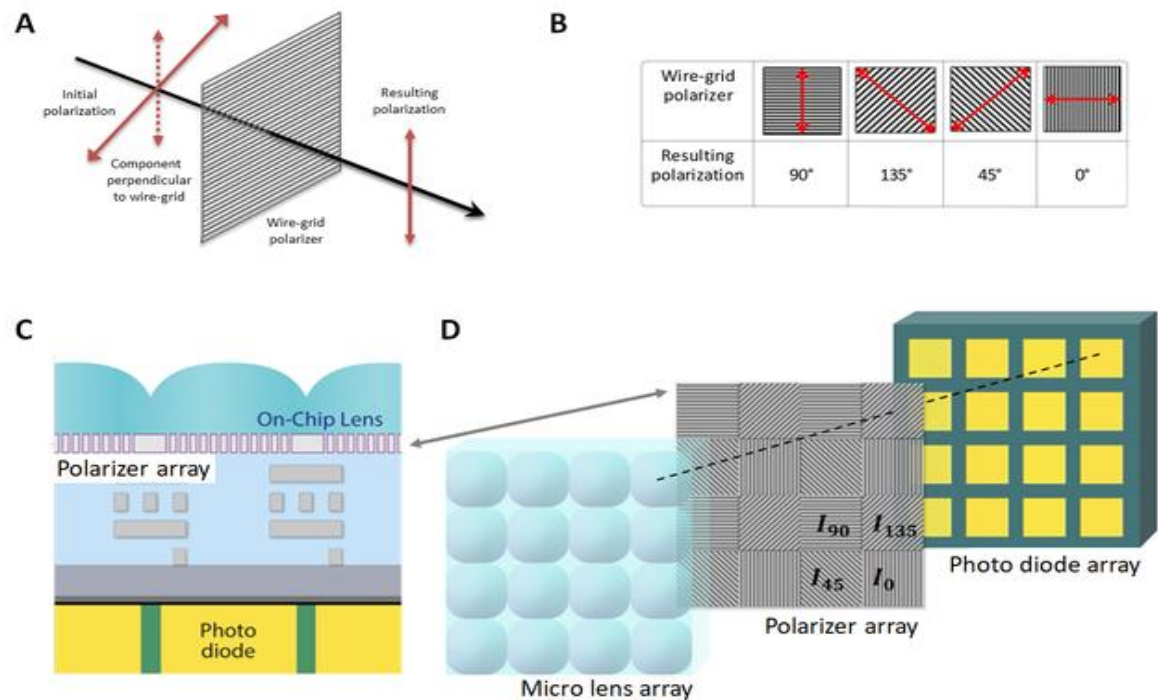 A
Initial
polarization
Component
perpendicular
to wire-grid
Wire-grid
polarizer
Resulting
polarization
B
Wire-grid
polarizer
Resulting
polarization
90°
135°
45°
0°
C
On-Chip Lens
Polarizer array
Photo
diode
D
I90
I135
I45
I0
Photo diode array
Polarizer array
Micro lens array